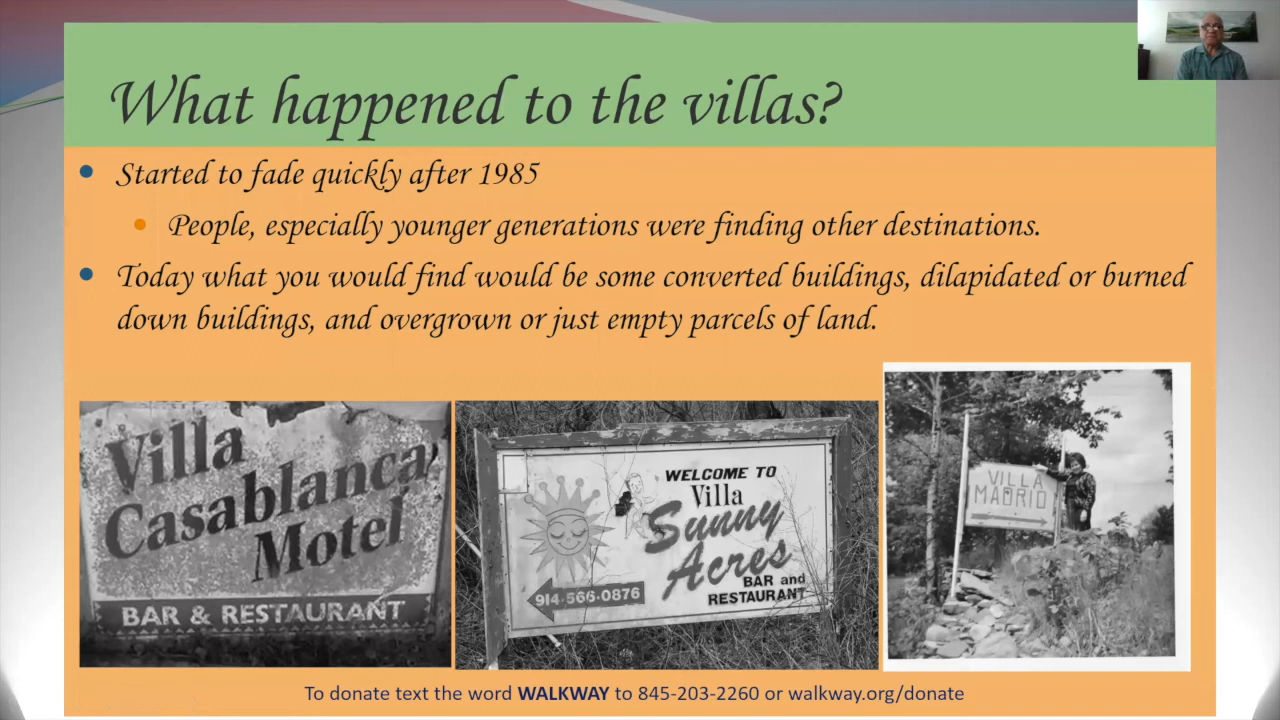 What happened to the villas?
Started to fade quickly after 1985
People, especially younger generations were finding other destinations.
Today what you would find would be some converted buildings, dilapidated or burned
down buildings, and overgrown or just empty parcels of land.
Villa
Casablanca
Motel
BAR & RESTAURANT
WELCOME TO
Villa
Sunny
Acres
BAR and
RESTAURANT
914-566-0876
VILLA
MADRID
To donate text the word WALKWAY to 845-203-2260 or walkway.org/donate